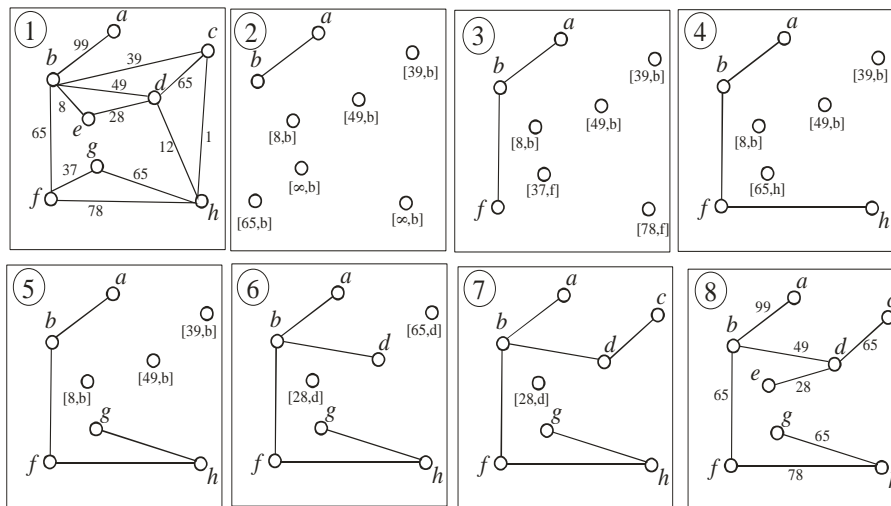 1
a
b
c
d
e
f
g
h
99
39
49
65
8
28
65
12
1
37
65
78
2
a
b
[39,b]
[49,b]
[8,b]
[∞,b]
[65,b]
[∞,b]
3
a
b
[39,b]
[49,b]
[8,b]
[37,f]
f
[78,f]
4
a
b
[39,b]
[49,b]
[8,b]
[65,h]
f
h
5
a
b
[39,b]
[49,b]
[8,b]
g
f
h
6
a
b
[65,d]
d
[28,d]
g
f
h
7
a
b
c
d
[28,d]
g
f
h
8
a
c
99
b
49
d
65
e
28
65
g
65
f
78
h